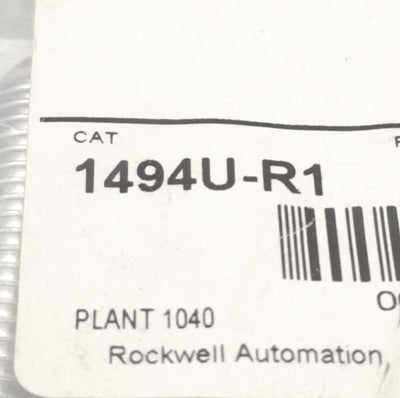 CAT
1494U-R1
PLANT 1040
Rockwell Automation,